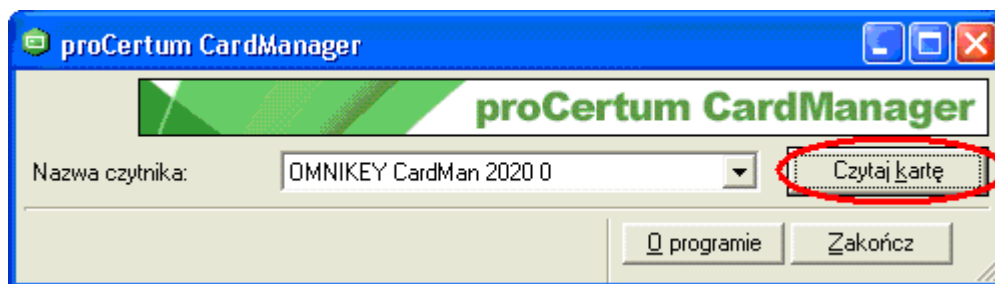 proCertum CardManager
proCertum CardManager
Nazwa czytnika: OMNIKEY CardMan 2020 0 Czytaj kartę
O programie Zakończ